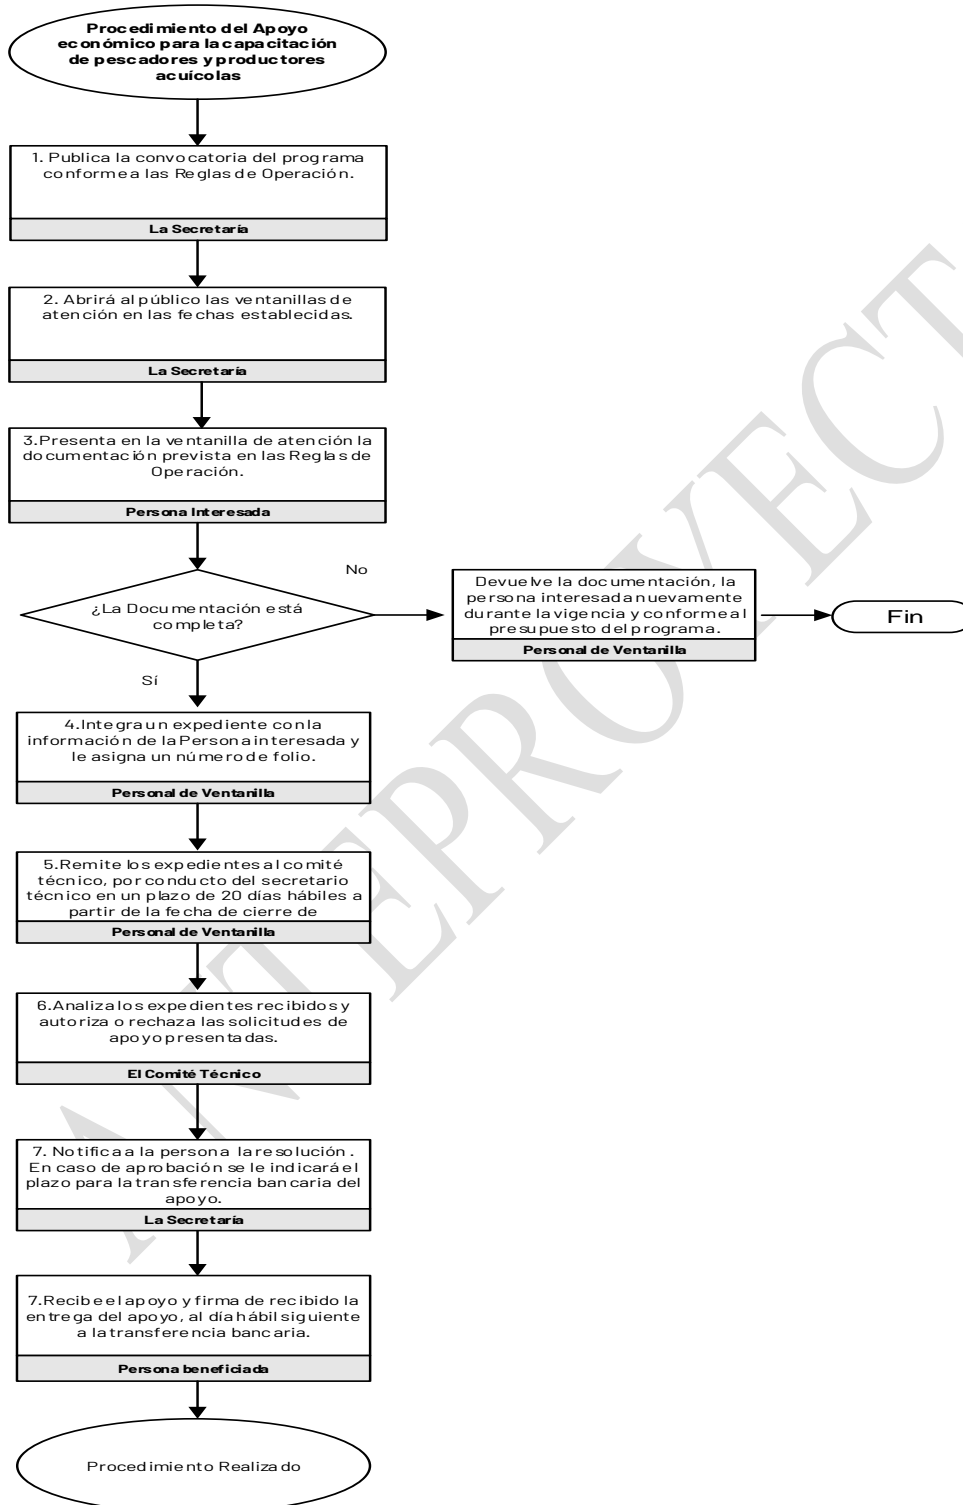 Procedimiento del Apoyo
económico para la capacitación
de pescadores y productores
acuícolas
1. Publica la convocatoria del programa
conforme a las Reglas de Operación.
La Secretaría
2. Abrirá al público las ventanillas de
atención en las fechas establecidas.
La Secretaría
3.Presenta en la ventanilla de atención la
documentación prevista en las Reglas de
Operación.
Persona Interesada
¿La Documentación está
completa?
No
Devuelve la documentación, la
persona interesada nuevamente
durante la vigencia y conforme al
presupuesto del programa.
Personal de Ventanilla
Fin
Sí
4.Integra un expediente con la
información de la Persona interesada y
le asigna un número de folio.
Personal de Ventanilla
5.Remite los expedientes al comité
técnico, por conducto del secretario
técnico en un plazo de 20 días hábiles a
partir de la fecha de cierre de
Personal de Ventanilla
6.Analiza los expedientes recibidos y
autoriza o rechaza las solicitudes de
apoyo presentadas.
El Comité Técnico
7. Notifica a la persona la resolución.
En caso de aprobación se le indicará el
plazo para la transferencia bancaria del
apoyo.
La Secretaría
7.Recibe el apoyo y firma de recibido la
entrega del apoyo, al día hábil siguiente
a la transferencia bancaria.
Persona beneficiada
Procedimiento Realizado
ANTEPROYECT